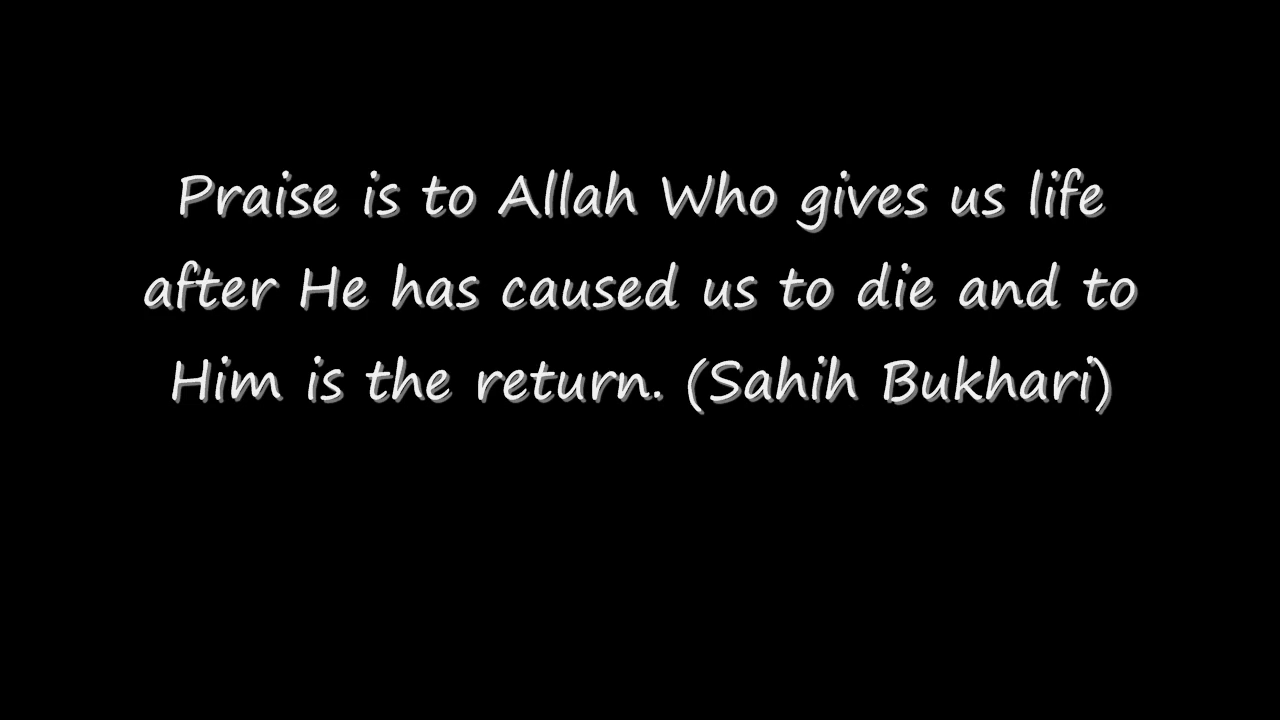 Praise is to Allah Who gives us life
after He has caused us to die and to
Him is the return. (Sahih Bukhari)